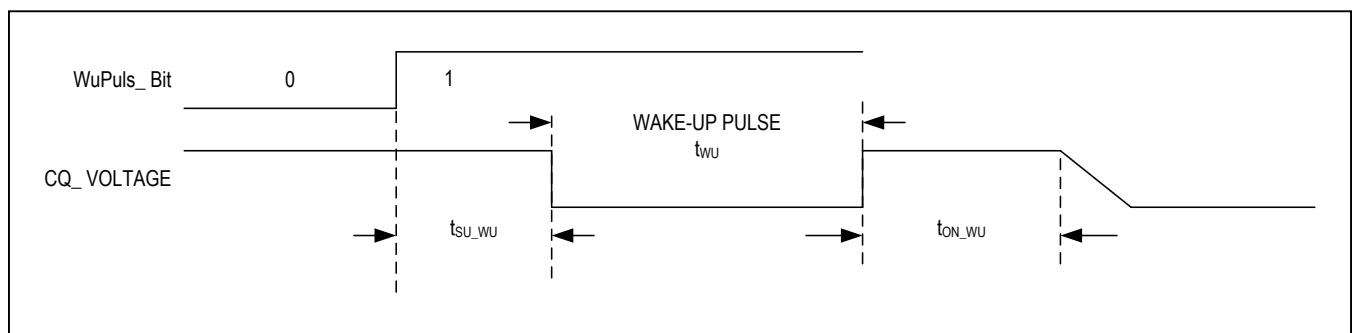 WuPuls_ Bit
0
1
WAKE-UP PULSE
tWU
CQ_ VOLTAGE
tSU_WU
tON_WU